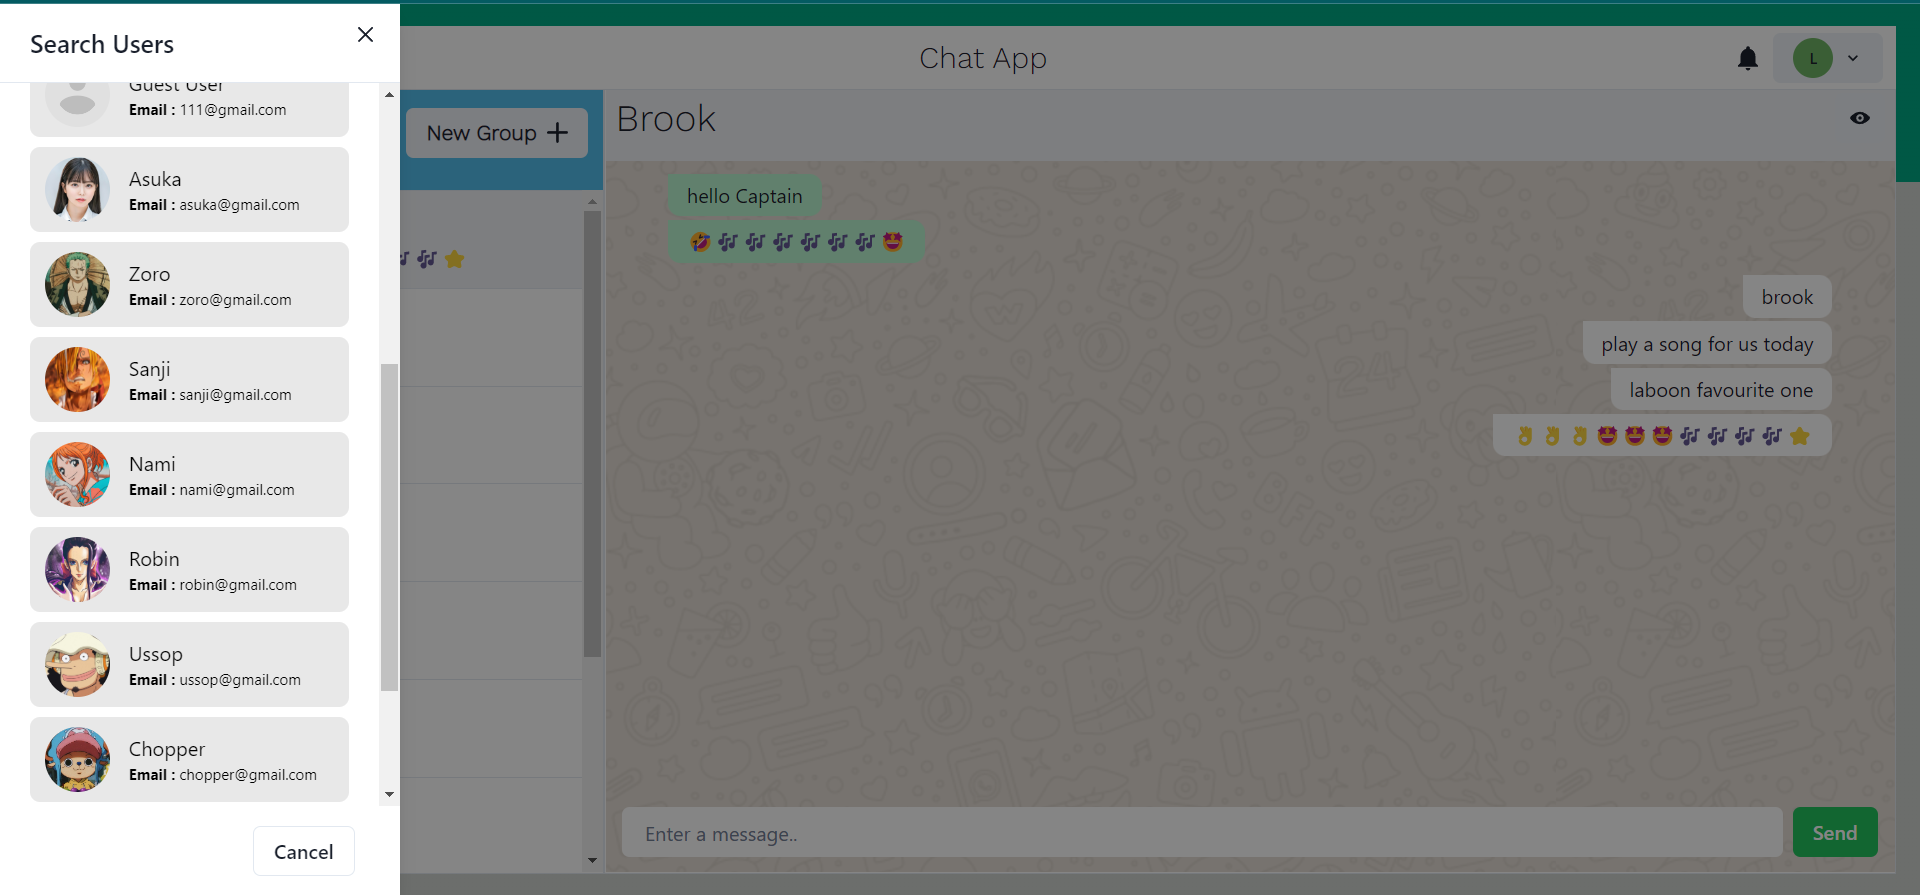 Search Users
Guest User
Email : 111@gmail.com
Asuka
Email : asuka@gmail.com
Zoro
Email : zoro@gmail.com
Sanji
Email : sanji@gmail.com
Nami
Email : nami@gmail.com
Robin
Email : robin@gmail.com
Ussop
Email : ussop@gmail.com
Chopper
Email : chopper@gmail.com
Cancel
Chat App
L
New Group
Brook
hello Captain
🤣 🎶 🎶 🎶 🎶 🎶 🎶 🤩
brook
play a song for us today
laboon favourite one
👌 👌 👌 🤩 🤩 🤩 🎶 🎶 🎶 🎶 ⭐
🎶 ⭐
Enter a message..
Send